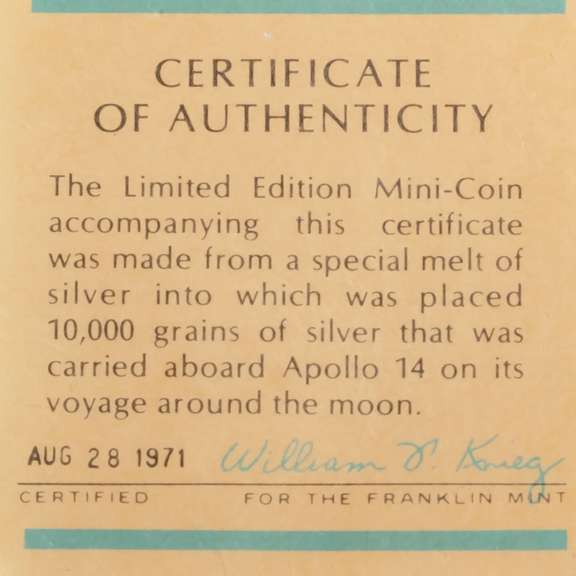 CERTIFICATE
OF AUTHENTICITY
The Limited Edition Mini-Coin
accompanying this certificate
was made from a special melt of
silver into which was placed
10,000 grains of silver that was
carried aboard Apollo 14 on its
voyage around the moon.
AUG 28 1971 William T. Krieg
CERTIFIED FOR THE FRANKLIN MINT